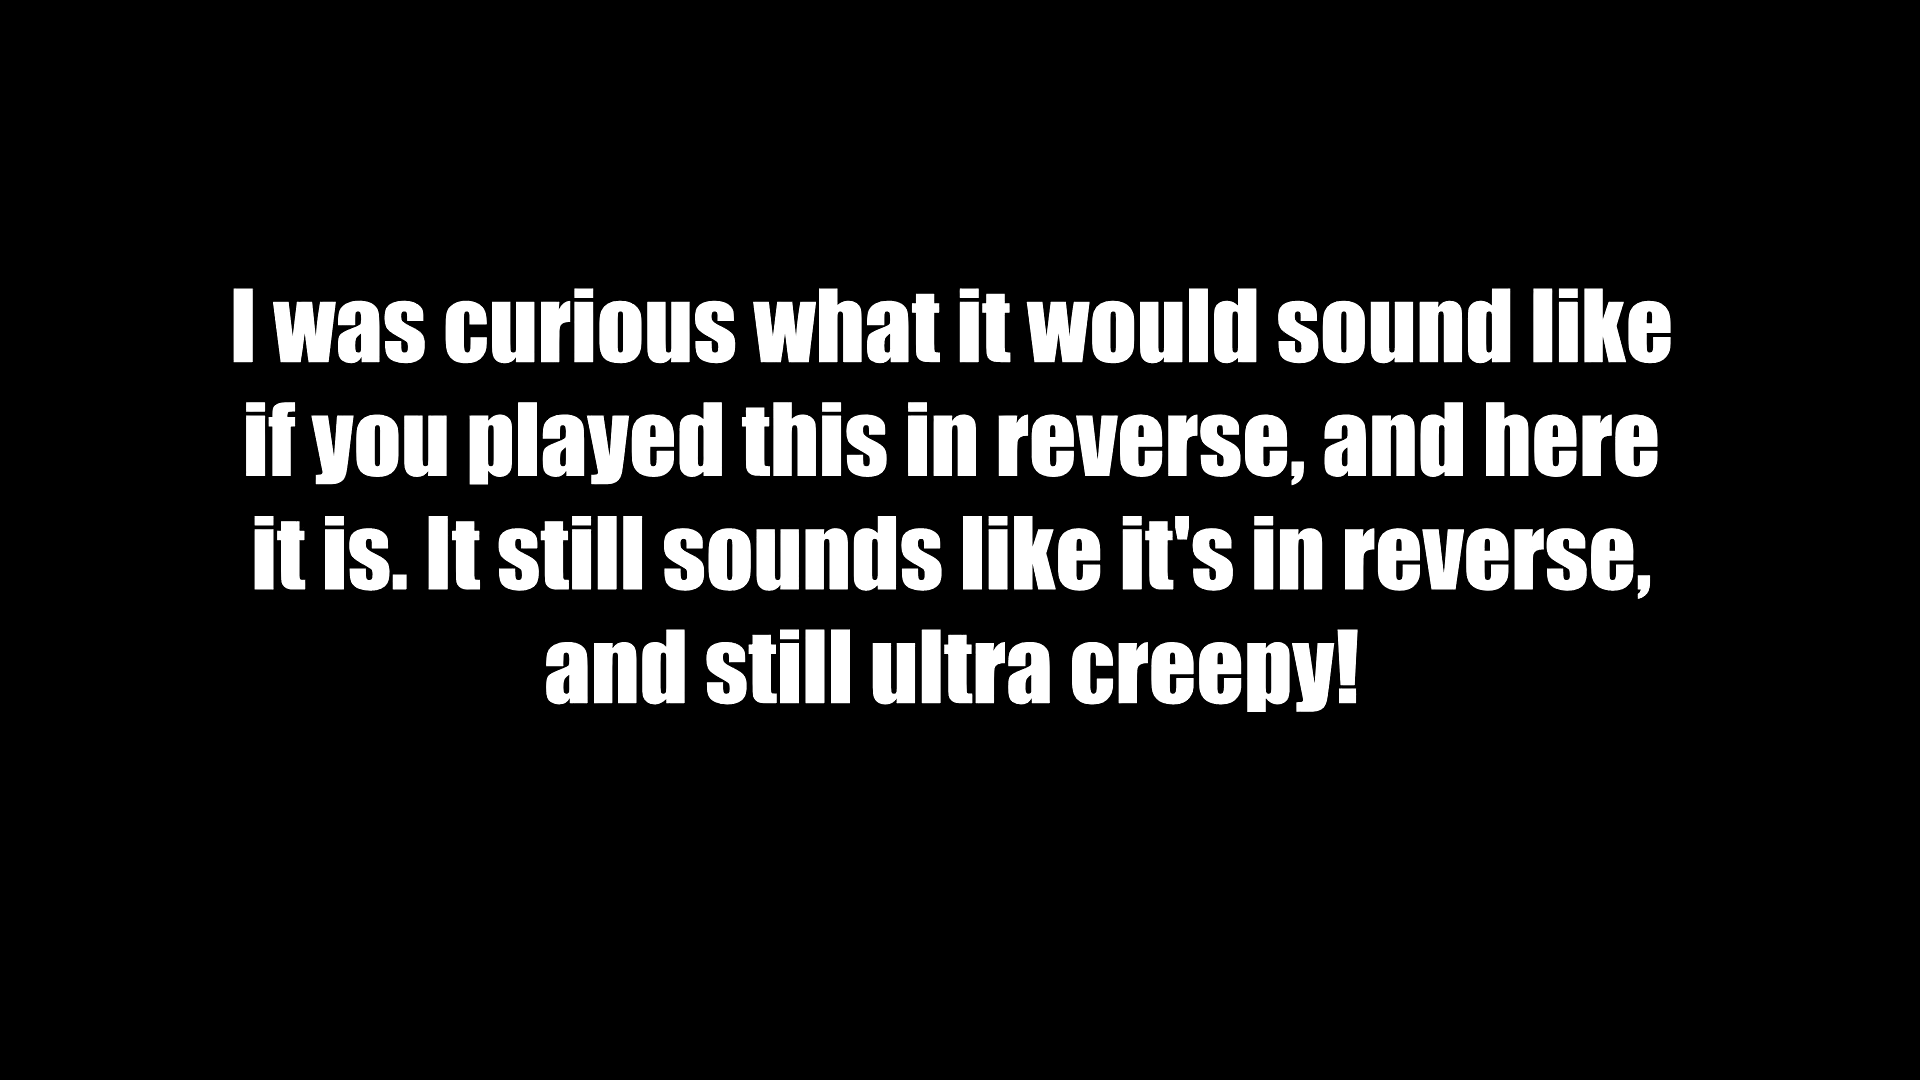 I was curious what it would sound like
if you played this in reverse, and here
it is. It still sounds like it's in reverse,
and still ultra creepy!